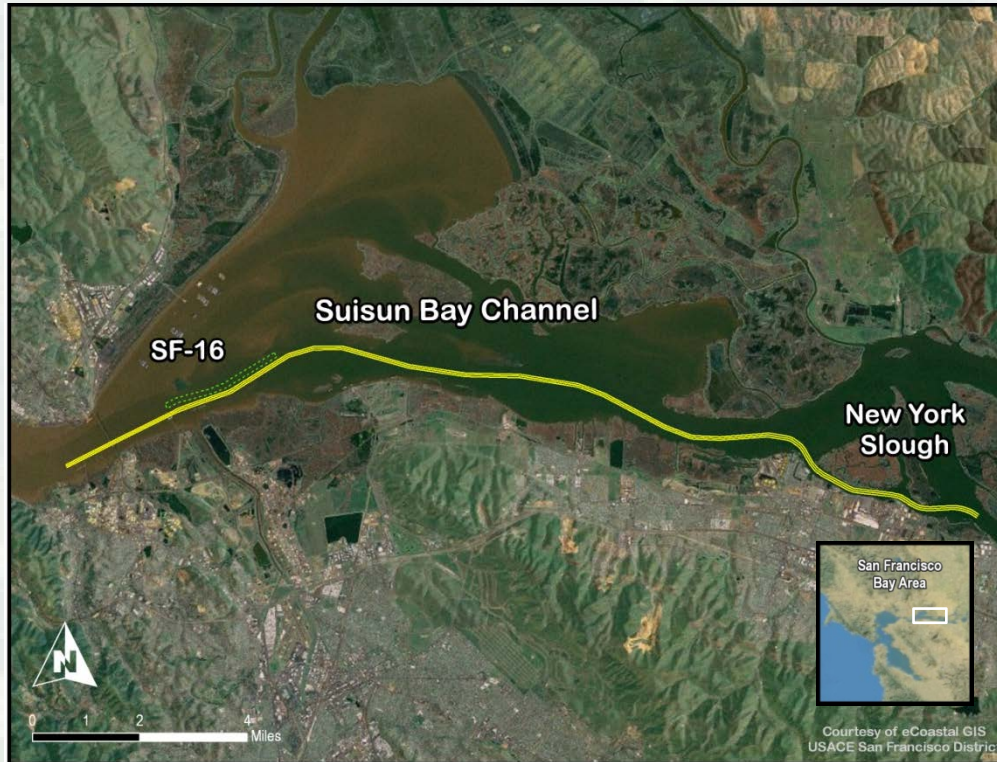 Suisun Bay Channel
SF-16
New York
Slough
San Francisco
Bay Area
N
0 1 2 4
Miles
Courtesy of eCoastal GIS
USACE San Francisco Distric